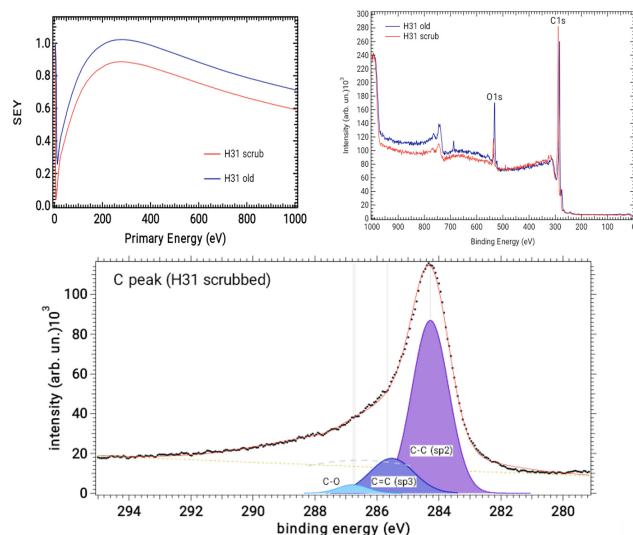 1.0
0.8
0.6
0.4
0.2
0.0
SEY
H31 scrub
H31 old
0 200 400 600 800 1000
Primary Energy (eV)
300
280
260
240
220
200
180
160
140
120
100
80
60
40
20
0
Intensity (arb. un.)10³
H31 old
H31 scrub
C1s
O1s
1000 900 800 700 600 500 400 300 200 100 0
Binding Energy (eV)
C peak (H31 scrubbed)
100
80
60
40
20
0
intensity (arb. un.)10³
C-C (sp2)
C-O
C=C (sp3)
294 292 290 288 286 284 282 280
binding energy (eV)